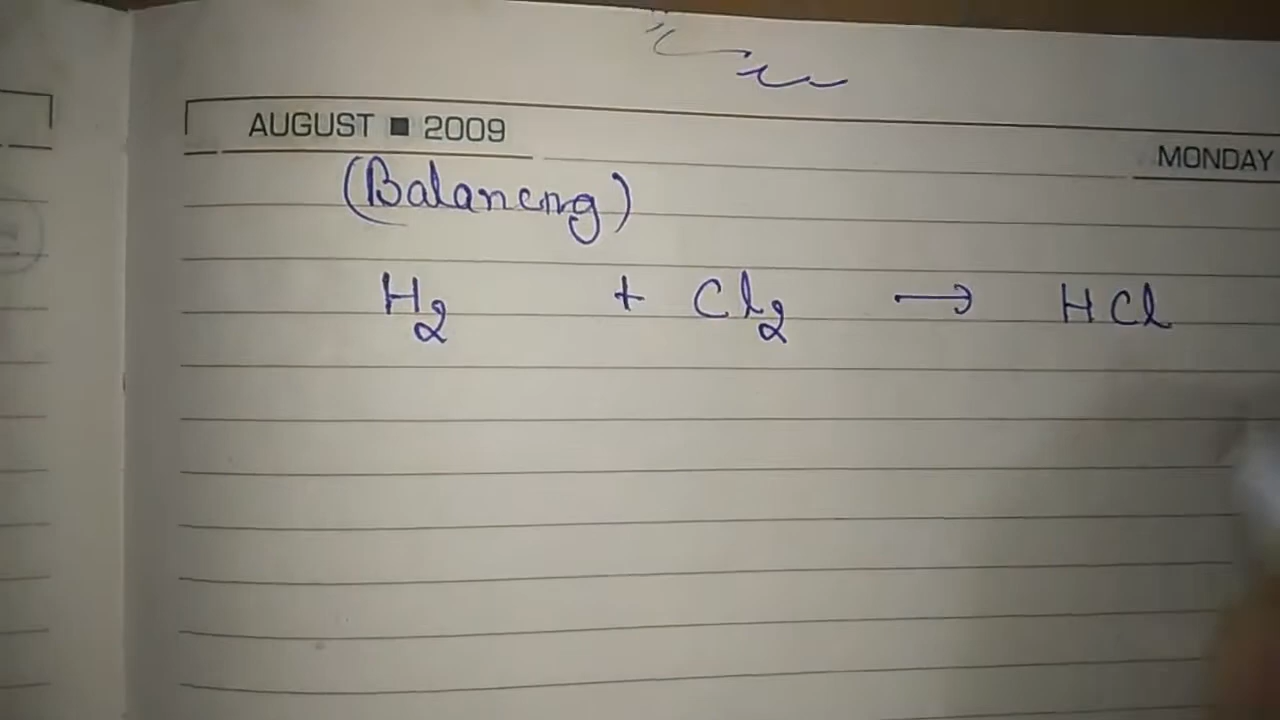 AUGUST ■ 2009
MONDAY
(Balancing)
H₂ + Cl₂ → HCl